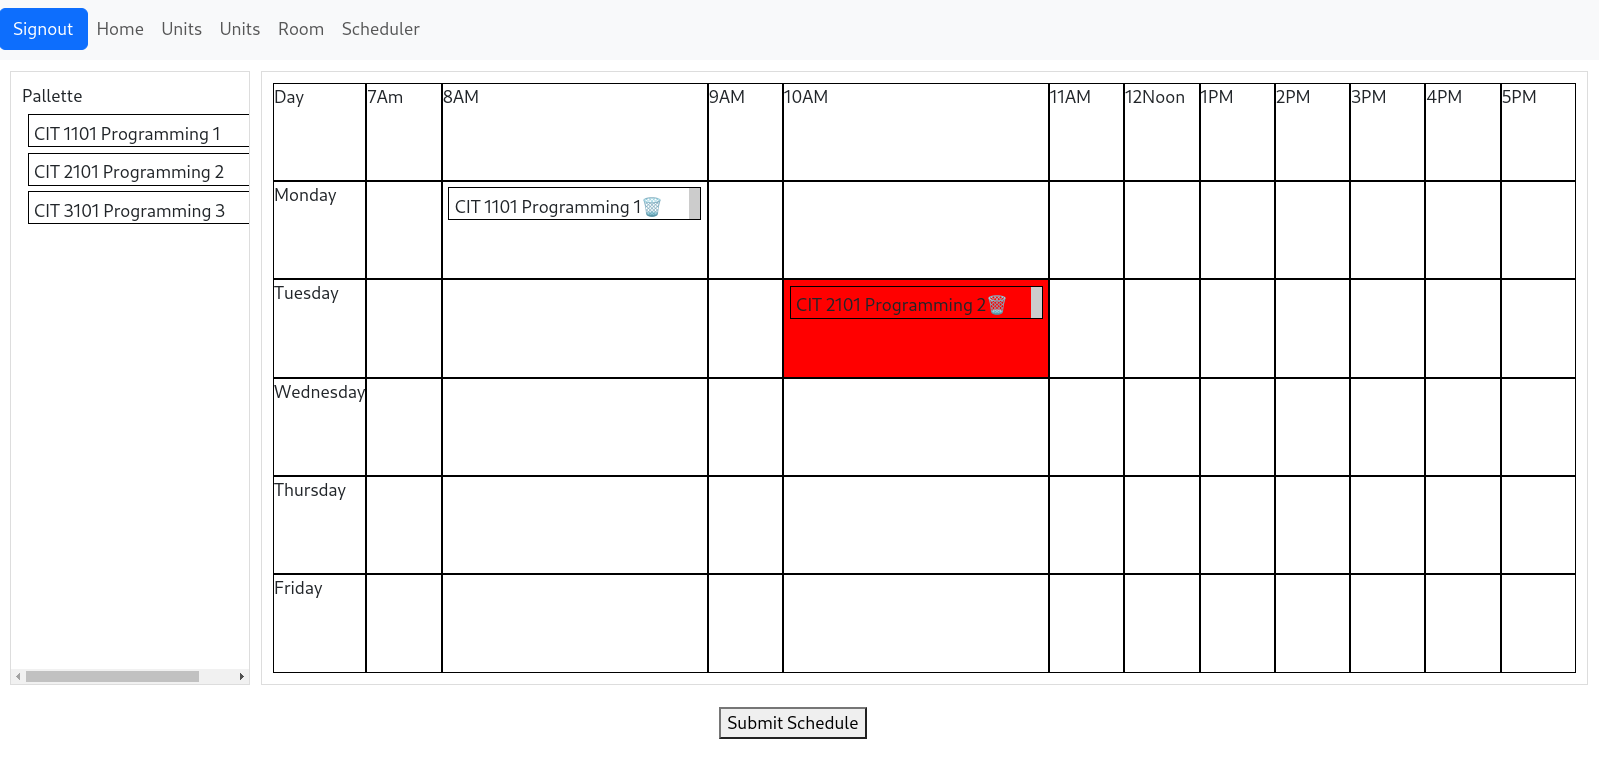 Signout Home Units Units Room Scheduler
Pallette
CIT 1101 Programming 1
CIT 2101 Programming 2
CIT 3101 Programming 3
Day 7Am 8AM 9AM 10AM 11AM 12Noon 1PM 2PM 3PM 4PM 5PM
Monday CIT 1101 Programming 1
Tuesday CIT 2101 Programming 2
Wednesday
Thursday
Friday
Submit Schedule